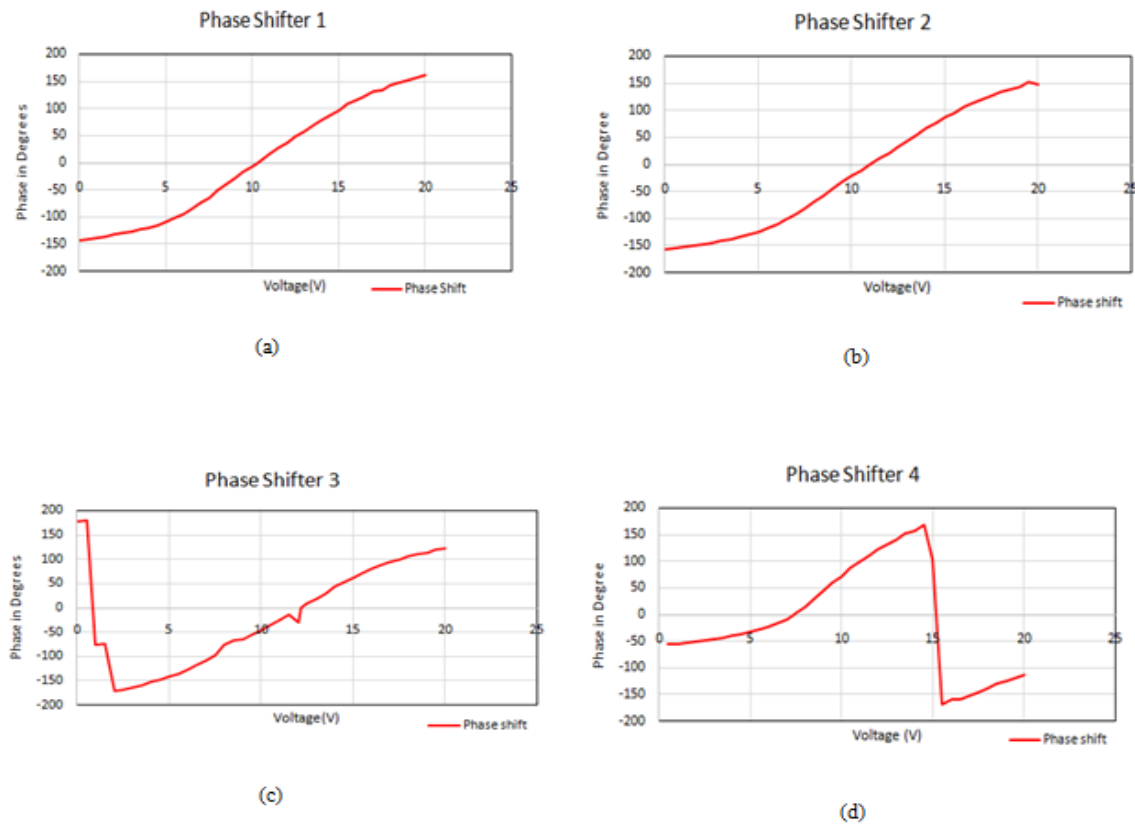 Phase Shifter 1
200
150
100
50
0
-50
-100
-150
-200
0 5 10 15 20 25
Phase in Degrees
Voltage(V)
Phase Shift
(a)
Phase Shifter 2
200
150
100
50
0
-50
-100
-150
-200
0 5 10 15 20 25
Phase in Degree
Voltage(V)
Phase shift
(b)
Phase Shifter 3
200
150
100
50
0
-50
-100
-150
-200
0 5 10 15 20 25
Phase in Degrees
Voltage(V)
Phase shift
(c)
Phase Shifter 4
200
150
100
50
0
-50
-100
-150
-200
0 5 10 15 20 25
Phase in Degree
Voltage (V)
Phase shift
(d)